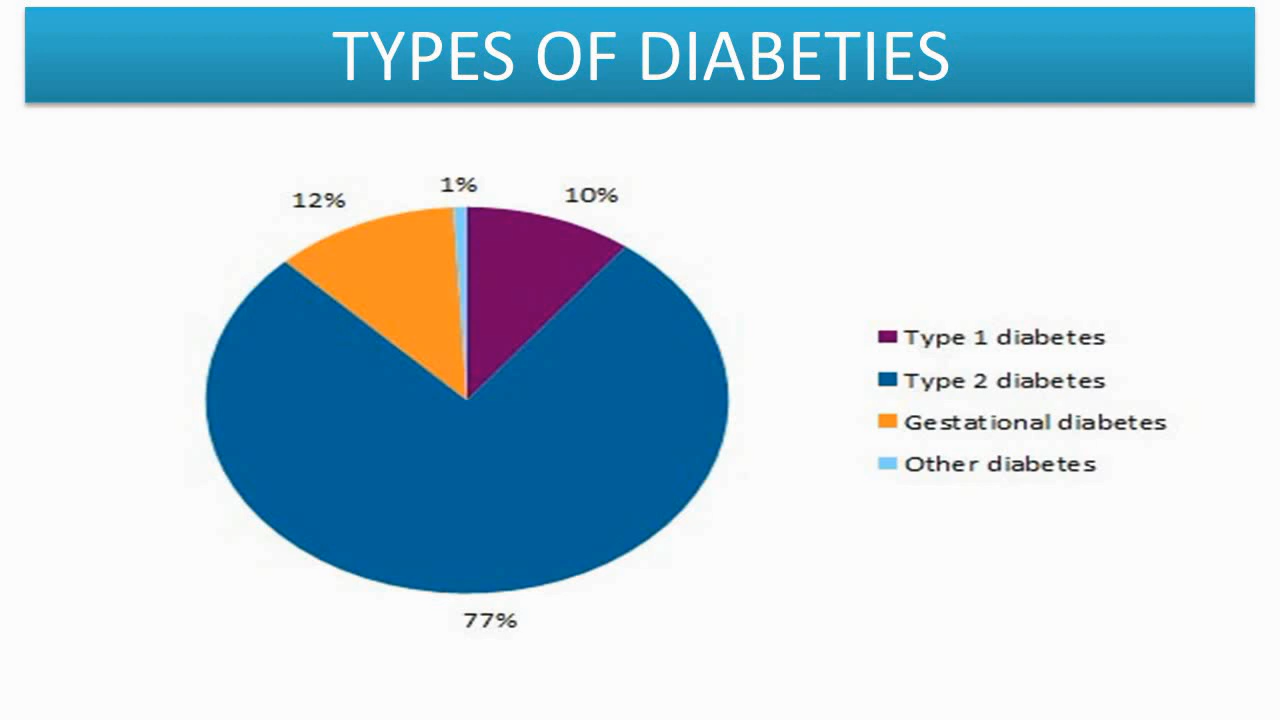 TYPES OF DIABETIES
12%
1%
10%
77%
Type 1 diabetes
Type 2 diabetes
Gestational diabetes
Other diabetes